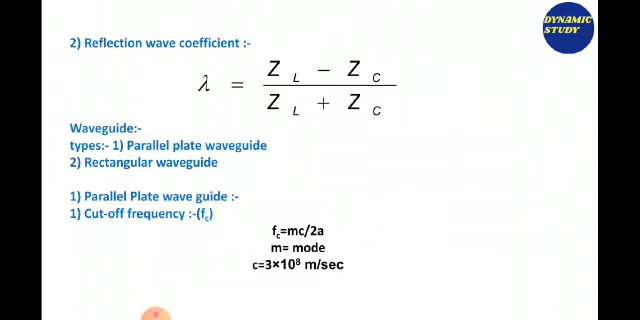 DYNAMIC
STUDY
2) Reflection wave coefficient :-
λ = (Z L − Z C) / (Z L + Z C)
Waveguide:-
types:- 1) Parallel plate waveguide
2) Rectangular waveguide
1) Parallel Plate wave guide :-
1) Cut-off frequency :-(fc)
fc=mc/2a
m= mode
c=3×10⁸ m/sec